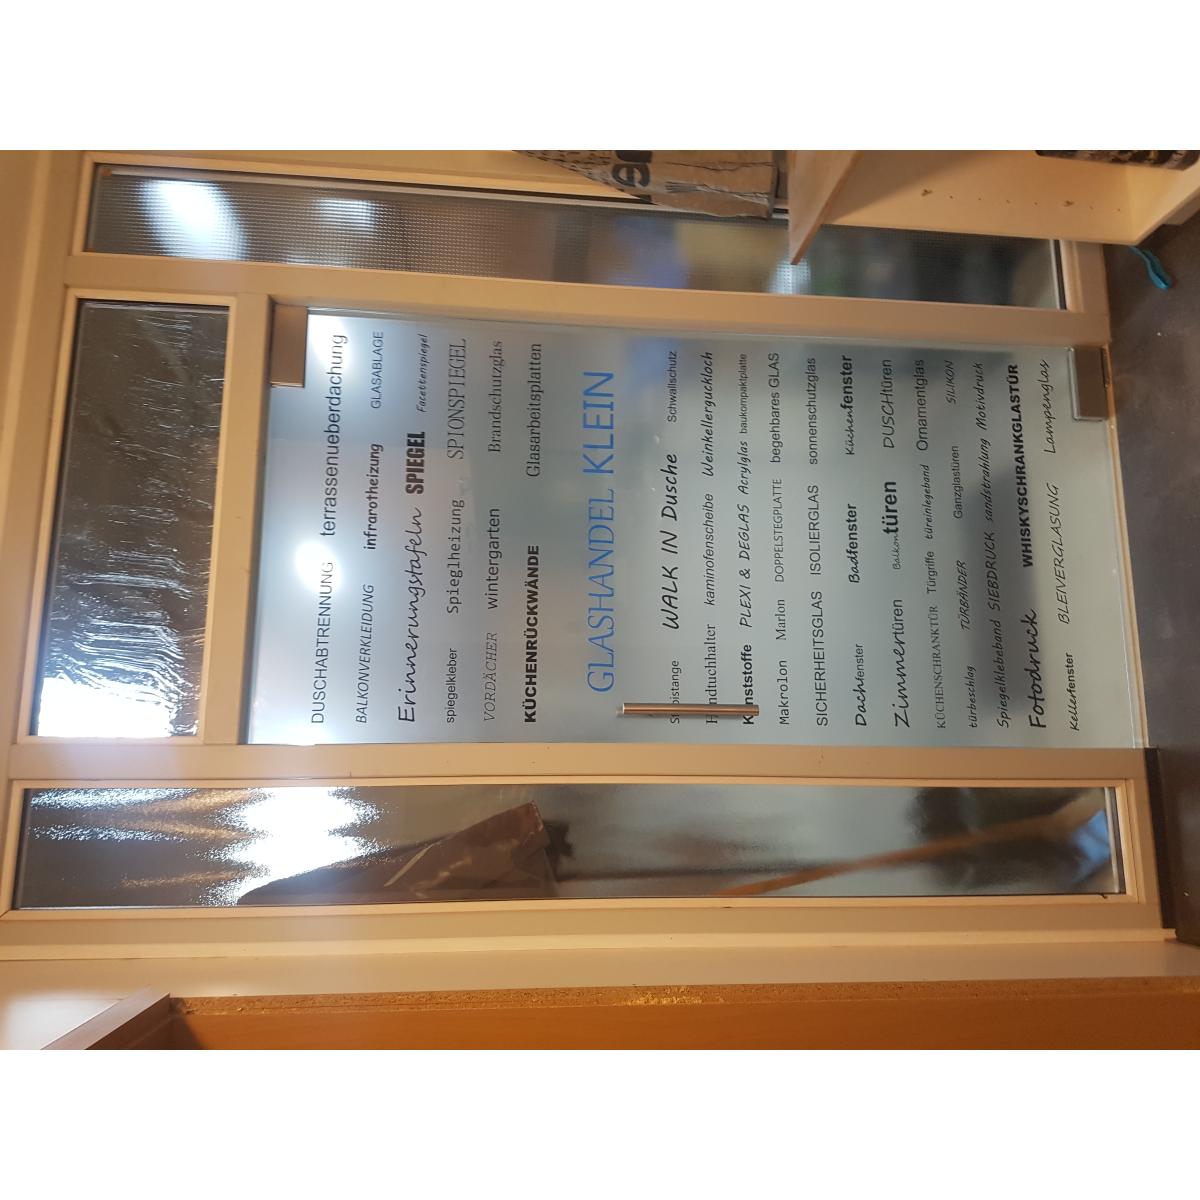 DUSCHABTRENNUNG terrassenueberdachung
BALKONVERKLEIDUNG infrarotheizung GLASABLAGE
Erinnerungstafeln SPIEGEL Facettenspiegel
spiegelkleber Spieglheizung SPIONSPIEGEL
VORDÄCHER wintergarten Brandschutzglas
KÜCHENRÜCKWÄNDE Glasarbeitsplatten
GLASHANDEL KLEIN
WALK IN Dusche Schwallschutz
kaminofenscheibe Weinkellerguckloch
PLEXI & DEGLAS Acrylglas baukompaktplatte
Makrolon Marlon DOPPELSTEGPLATTE begehbares GLAS
SICHERHEITSGLAS ISOLIERGLAS sonnenschutzglas
Dachfenster Badfenster Küchenfenster
Zimmertüren Balkontüren DUSCHtüren
KÜCHENSCHRANKTÜR Türgriffe türeinlegeband Ornamentglas
türbeschlag TÜRBÄNDER Ganzglastüren SILIKON
Spiegelklebeband SIEBDRUCK sandstrahlung Motivdruck
Fotodruck WHISKYSCHRANKGLASTÜR
Kellerfenster BLEIVERGLASUNG Lampenglas